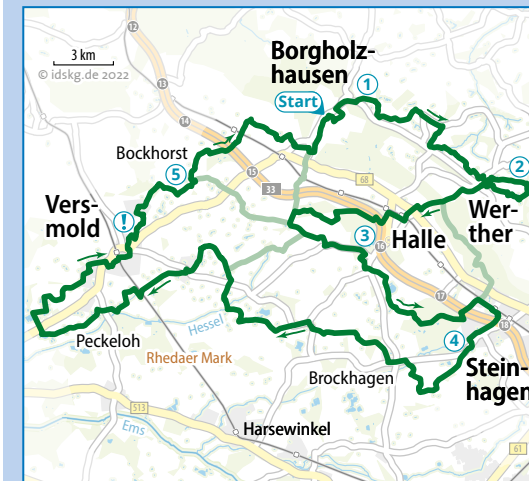 12
3 km
© idskg.de 2022
13
Borgholz-
hausen
Start
1
14
Bockhorst
5
15
33
68
2
Vers-
mold
!
Wer-
ther
3
Halle
16
17
18
4
Hessel
Peckeloh
Rhedaer Mark
Brockhagen
Stein-
hagen
513
Ems
Harsewinkel
61